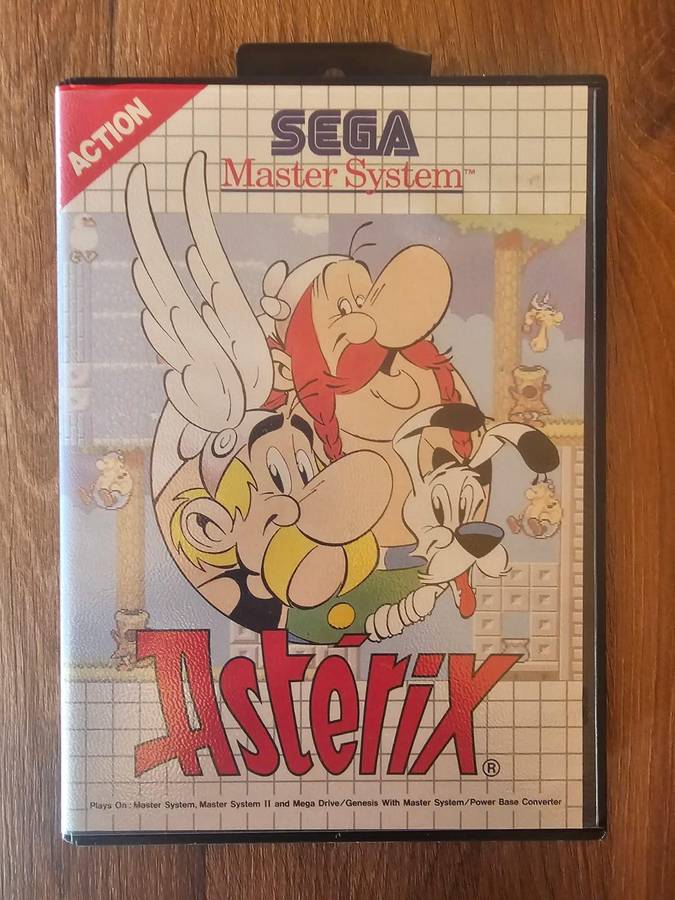 ACTION
SEGA
Master System™
Astérix®
Plays On: Master System, Master System II and Mega Drive/Genesis With Master System/Power Base Converter